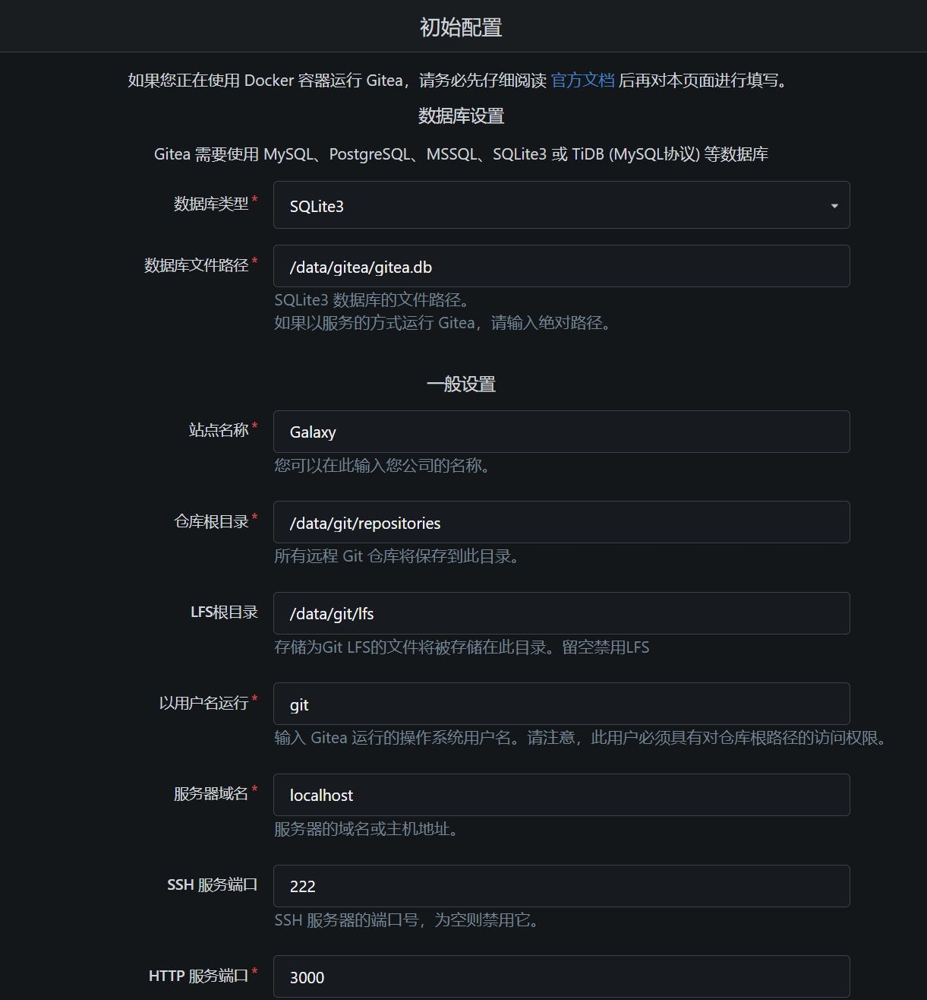 初始配置
如果您正在使用 Docker 容器运行 Gitea，请务必先仔细阅读 官方文档 后再对本页面进行填写。
数据库设置
Gitea 需要使用 MySQL、PostgreSQL、MSSQL、SQLite3 或 TiDB (MySQL协议) 等数据库
数据库类型* SQLite3
数据库文件路径* /data/gitea/gitea.db
SQLite3 数据库的文件路径。
如果以服务的方式运行 Gitea，请输入绝对路径。
一般设置
站点名称* Galaxy
您可以在此输入您公司的名称。
仓库根目录* /data/git/repositories
所有远程 Git 仓库将保存到此目录。
LFS根目录 /data/git/lfs
存储为Git LFS的文件将被存储在此目录。留空禁用LFS
以用户名运行* git
输入 Gitea 运行的操作系统用户名。请注意，此用户必须具有对仓库根路径的访问权限。
服务器域名* localhost
服务器的域名或主机地址。
SSH 服务端口 222
SSH 服务器的端口号，为空则禁用它。
HTTP 服务端口* 3000